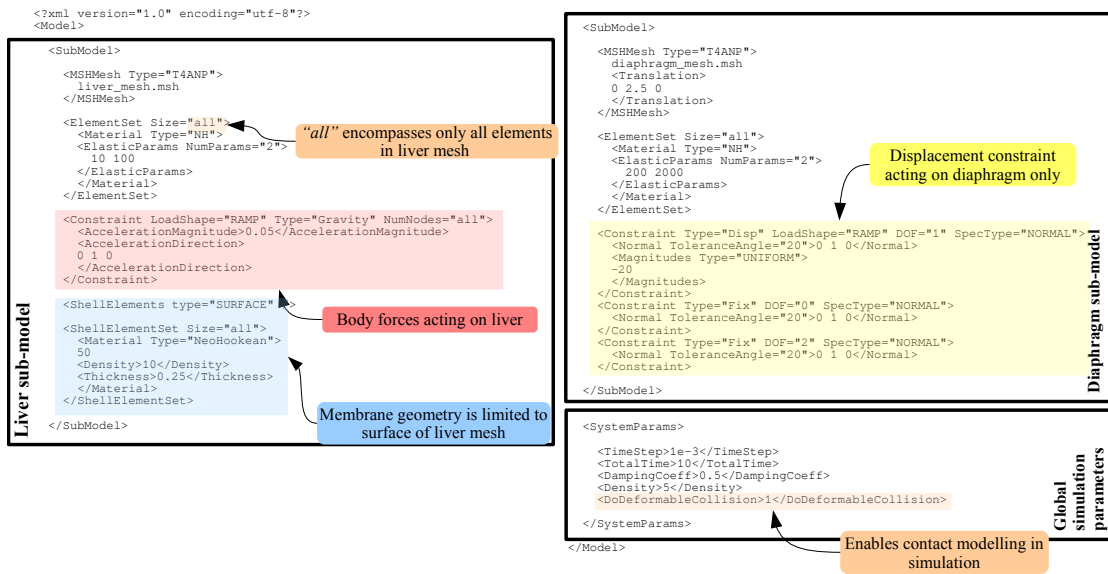 <?xml version="1.0" encoding="utf-8"?>
<Model>
<SubModel>
<MSHMesh Type="T4ANP">
liver_mesh.msh
</MSHMesh>
<ElementSet Size="all">
<Material Type="NH">
<ElasticParams NumParams="2">
10 100
</ElasticParams>
</Material>
</ElementSet>
<Constraint LoadShape="RAMP" Type="Gravity" NumNodes="all">
<AccelerationMagnitude>0.05</AccelerationMagnitude>
<AccelerationDirection>
0 1 0
</AccelerationDirection>
</Constraint>
<ShellElements type="SURFACE" >
<ShellElementSet Size="all">
<Material Type="NeoHookean">
50
<Density>10</Density>
<Thickness>0.25</Thickness>
</Material>
</ShellElementSet>
</SubModel>
Liver sub-model
"all" encompasses only all elements
in liver mesh
Body forces acting on liver
Membrane geometry is limited to
surface of liver mesh
<SubModel>
<MSHMesh Type="T4ANP">
diaphragm_mesh.msh
<Translation>
0 2.5 0
</Translation>
</MSHMesh>
<ElementSet Size="all">
<Material Type="NH">
<ElasticParams NumParams="2">
200 2000
</ElasticParams>
</Material>
</ElementSet>
<Constraint Type="Disp" LoadShape="RAMP" DOF="1" SpecType="NORMAL">
<Normal ToleranceAngle="20">0 1 0</Normal>
<Magnitudes Type="UNIFORM">
-20
</Magnitudes>
</Constraint>
<Constraint Type="Fix" DOF="0" SpecType="NORMAL">
<Normal ToleranceAngle="20">0 1 0</Normal>
</Constraint>
<Constraint Type="Fix" DOF="2" SpecType="NORMAL">
<Normal ToleranceAngle="20">0 1 0</Normal>
</Constraint>
</SubModel>
Displacement constraint
acting on diaphragm only
Diaphragm sub-model
<SystemParams>
<TimeStep>1e-3</TimeStep>
<TotalTime>10</TotalTime>
<DampingCoeff>0.5</DampingCoeff>
<Density>5</Density>
<DoDeformableCollision>1</DoDeformableCollision>
</SystemParams>
Global
simulation
parameters
</Model>
Enables contact modelling in
simulation